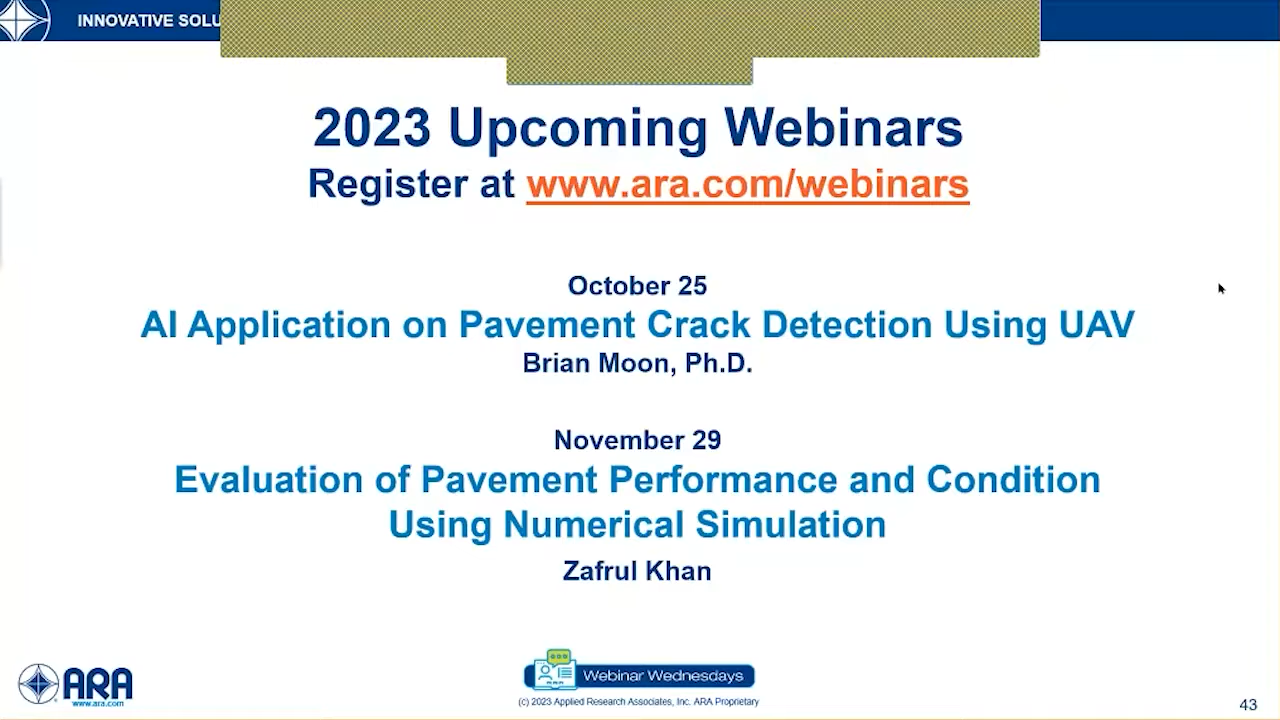 INNOVATIVE SOLU
2023 Upcoming Webinars
Register at www.ara.com/webinars
October 25
AI Application on Pavement Crack Detection Using UAV
Brian Moon, Ph.D.
November 29
Evaluation of Pavement Performance and Condition
Using Numerical Simulation
Zafrul Khan
ARA
www.ara.com
Webinar Wednesdays
(c) 2023 Applied Research Associates, Inc. ARA Proprietary
43